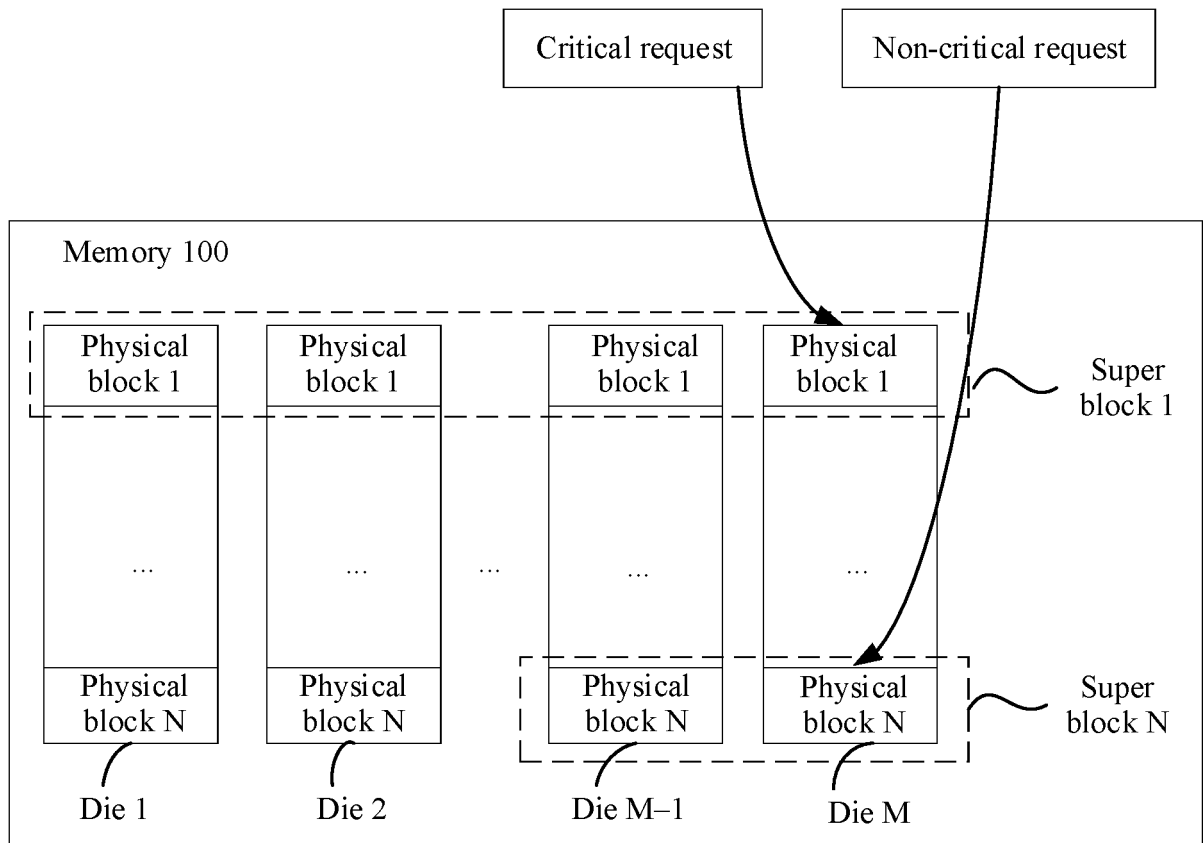 Critical request
Non-critical request
Memory 100
Physical
block 1
Physical
block 1
Physical
block 1
Physical
block 1
Super
block 1
...
...
...
...
...
Physical
block N
Physical
block N
Physical
block N
Physical
block N
Super
block N
Die 1
Die 2
Die M–1
Die M